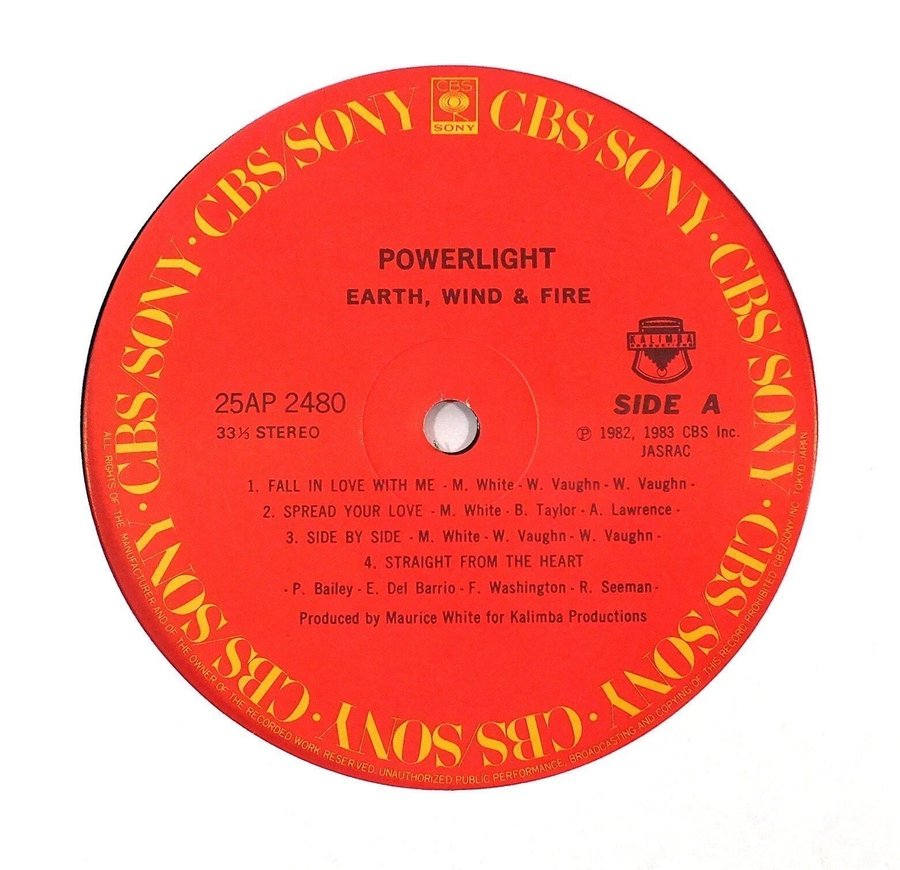 CBS
SONY
CBS/SONY · CBS/SONY · CBS/SONY · CBS/SONY · CBS/SONY · CBS/SONY · CBS/SONY · CBS/SONY
POWERLIGHT
EARTH, WIND & FIRE
KALIMBA
PRODUCTIONS
25AP 2480
33⅓ STEREO
SIDE A
Ⓟ 1982, 1983 CBS Inc.
JASRAC
1. FALL IN LOVE WITH ME - M. White - W. Vaughn - W. Vaughn -
2. SPREAD YOUR LOVE - M. White - B. Taylor - A. Lawrence -
3. SIDE BY SIDE - M. White - W. Vaughn - W. Vaughn -
4. STRAIGHT FROM THE HEART
- P. Bailey - E. Del Barrio - F. Washington - R. Seeman -
Produced by Maurice White for Kalimba Productions
ALL RIGHTS OF THE MANUFACTURER AND OF THE OWNER OF THE RECORDED WORK RESERVED. UNAUTHORIZED PUBLIC PERFORMANCE, BROADCASTING AND COPYING OF THIS RECORD PROHIBITED CBS/SONY INC. TOKYO JAPAN